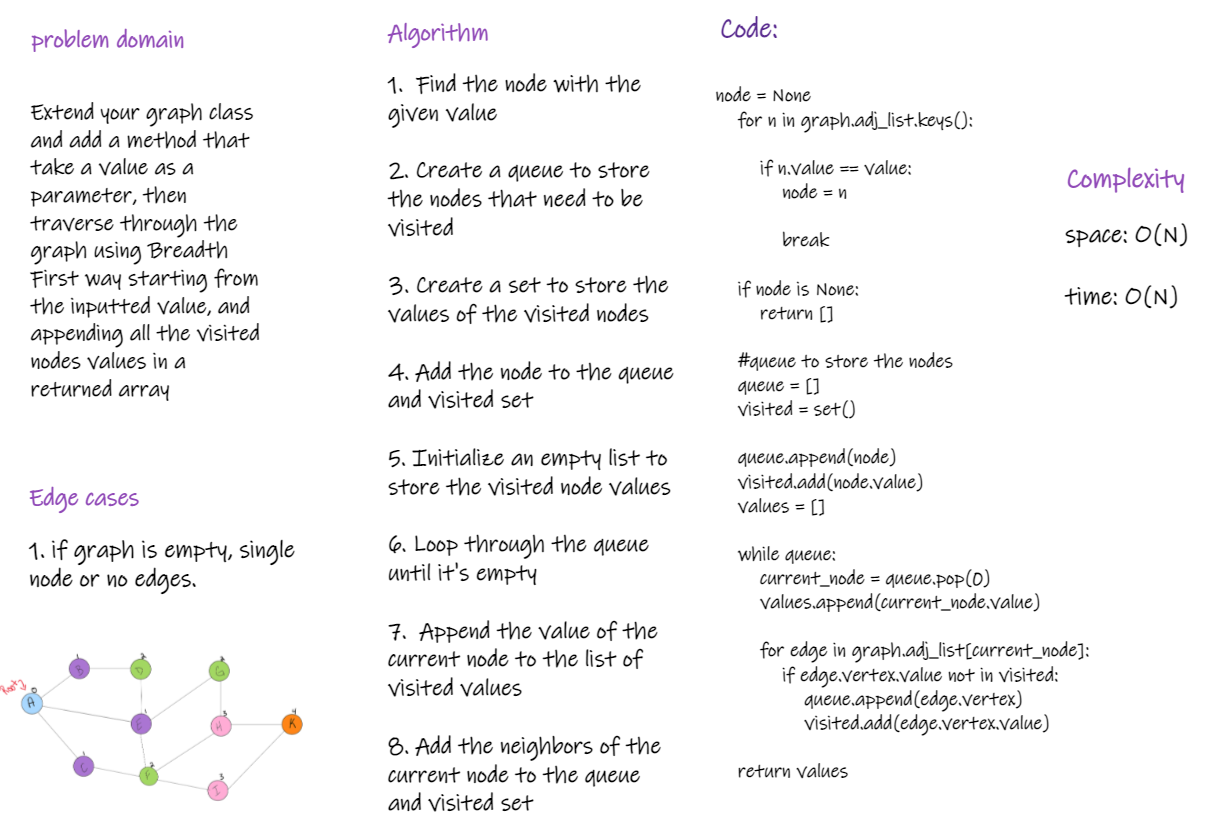 problem domain
Extend your graph class
and add a method that
take a value as a
parameter, then
traverse through the
graph using Breadth
First way starting from
the inputted value, and
appending all the visited
nodes values in a
returned array
Edge cases
1. if graph is empty, single
node or no edges.
Root
0
A
1
B
2
D
2
G
1
E
3
H
4
K
1
C
2
F
3
I
Algorithm
1. Find the node with the
given value
2. Create a queue to store
the nodes that need to be
visited
3. Create a set to store the
values of the visited nodes
4. Add the node to the queue
and visited set
5. Initialize an empty list to
store the visited node values
6. Loop through the queue
until it's empty
7. Append the value of the
current node to the list of
visited values
8. Add the neighbors of the
current node to the queue
and visited set
Code:
node = None
for n in graph.adj_list.keys():
if n.value == value:
node = n
break
if node is None:
return []
#queue to store the nodes
queue = []
visited = set()
queue.append(node)
visited.add(node.value)
values = []
while queue:
current_node = queue.pop(0)
values.append(current_node.value)
for edge in graph.adj_list[current_node]:
if edge.vertex.value not in visited:
queue.append(edge.vertex)
visited.add(edge.vertex.value)
return values
Complexity
space: O(N)
time: O(N)